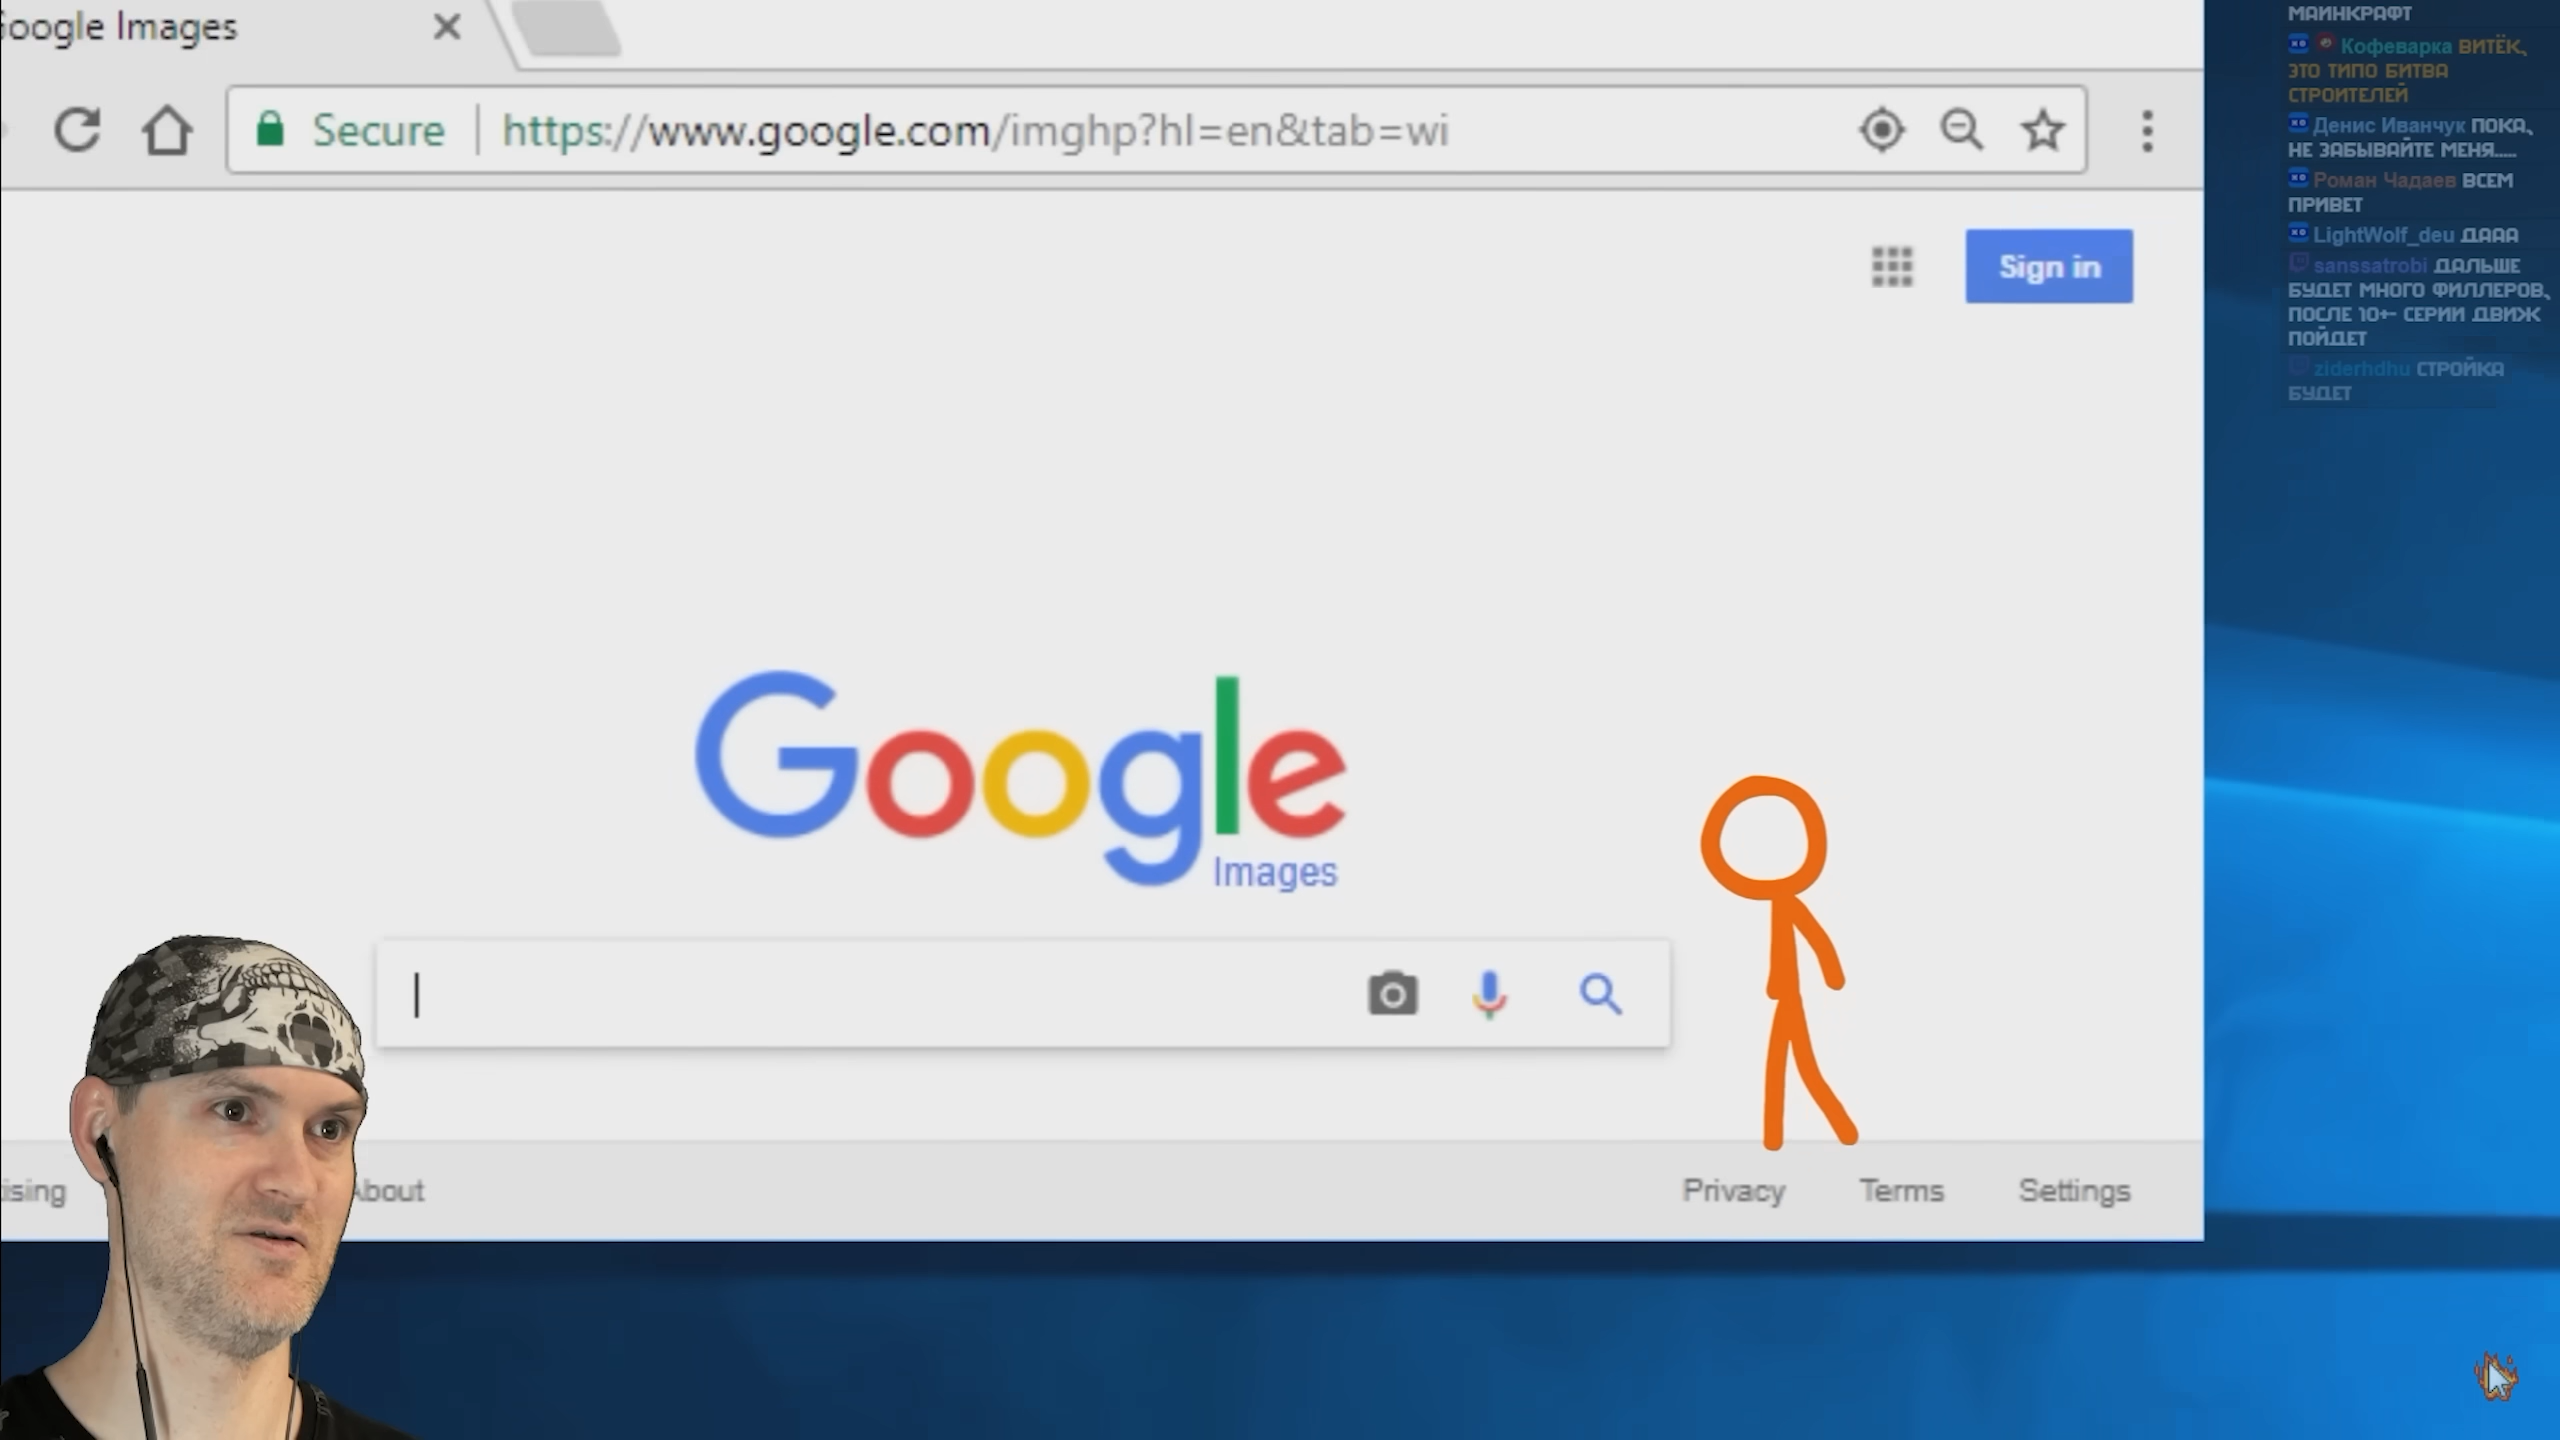 Google Images
Secure
https://www.google.com/imghp?hl=en&tab=wi
Sign in
Google
Images
About
Privacy
Terms
Settings
МАЙНКРАФТ
Кофеварка ВИТЁК,
ЭТО ТИПО БИТВА
СТРОИТЕЛЕЙ
Денис Иванчук ПОКА,
НЕ ЗАБЫВАЙТЕ МЕНЯ.....
Роман Чадаев ВСЕМ
ПРИВЕТ
LightWolf_deu ДААА
sanssatrobi ДАЛЬШЕ
БУДЕТ МНОГО ФИЛЛЕРОВ,
ПОСЛЕ 10+- СЕРИИ ДВИЖ
ПОЙДЕТ
ziderhdhu СТРОЙКА
БУДЕТ